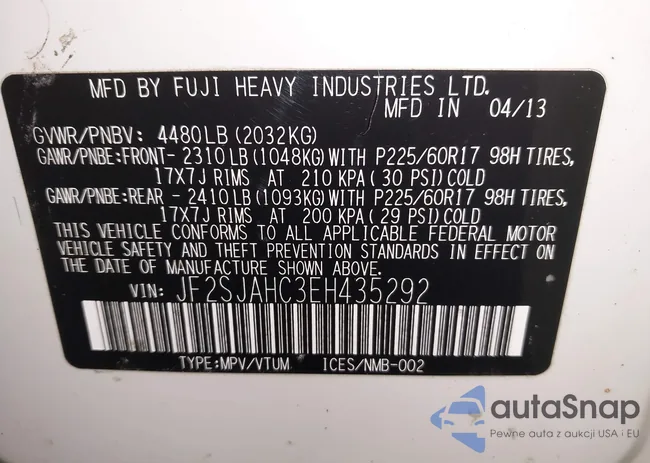 MFD BY FUJI HEAVY INDUSTRIES LTD.
MFD IN 04/13
GVWR/PNBV: 4480LB (2032KG)
GAWR/PNBE:FRONT- 2310LB (1048KG) WITH P225/60R17 98H TIRES,
17X7J RIMS AT 210 KPA (30 PSI) COLD
GAWR/PNBE:REAR - 2410LB (1093KG) WITH P225/60R17 98H TIRES,
17X7J RIMS AT 200 KPA (29 PSI) COLD
THIS VEHICLE CONFORMS TO ALL APPLICABLE FEDERAL MOTOR
VEHICLE SAFETY AND THEFT PREVENTION STANDARDS IN EFFECT ON
THE DATE OF MANUFACTURE SHOWN ABOVE.
VIN: JF2SJAHC3EH435292
TYPE:MPV/VTUM ICES/NMB-002
autaSnap
Pewne auta z aukcji USA i EU